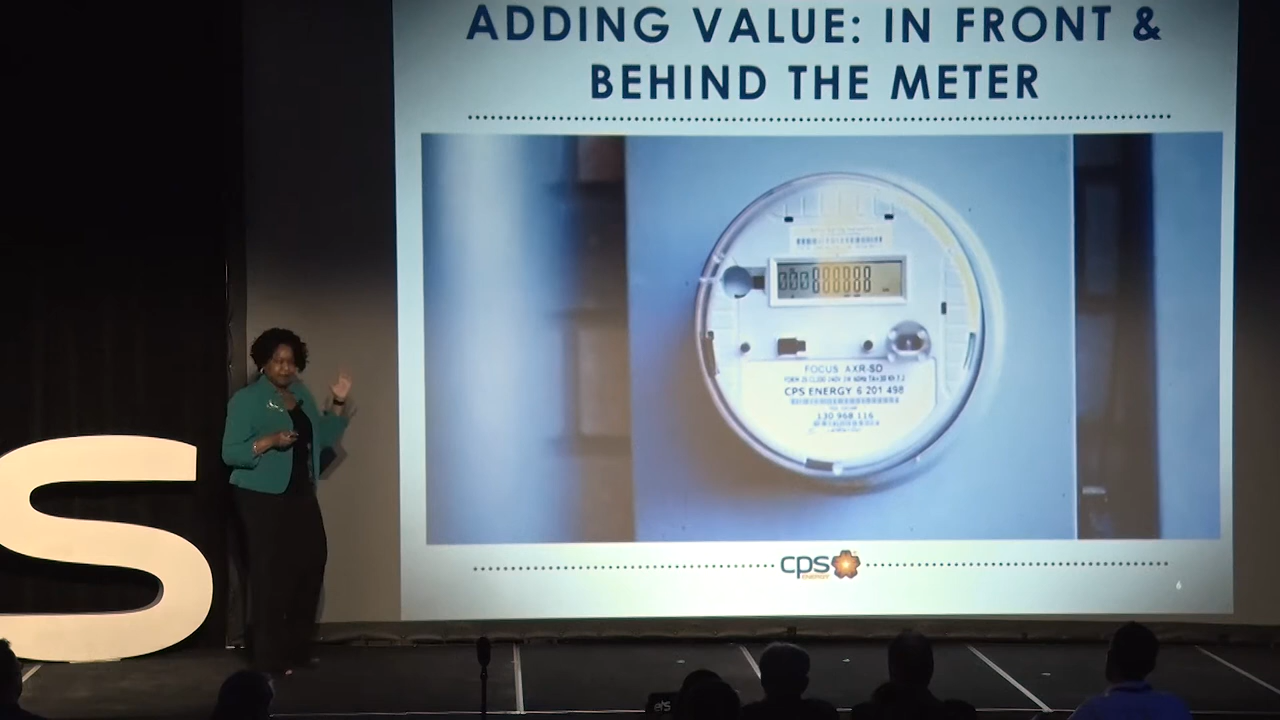 ADDING VALUE: IN FRONT &
BEHIND THE METER
FOCUS AXR-SD
CPS ENERGY 6 201 498
130 968 116
cps
ENERGY
S
ets